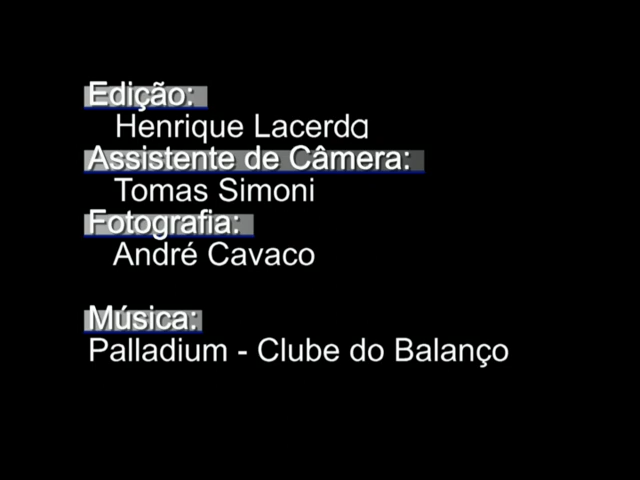 Edição:
Henrique Lacerda
Assistente de Câmera:
Tomas Simoni
Fotografia:
André Cavaco
Música:
Palladium - Clube do Balanço